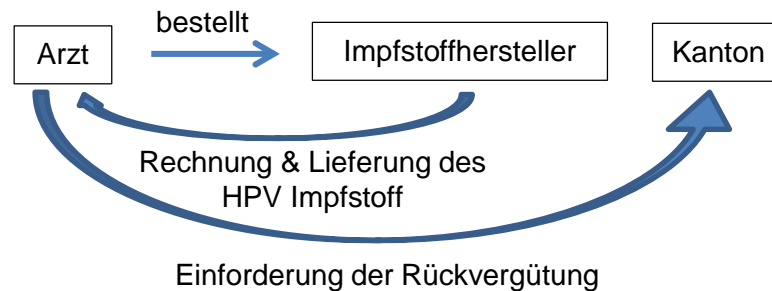 bestellt
Arzt
Impfstoffhersteller
Kanton
Rechnung & Lieferung des
HPV Impfstoff
Einforderung der Rückvergütung